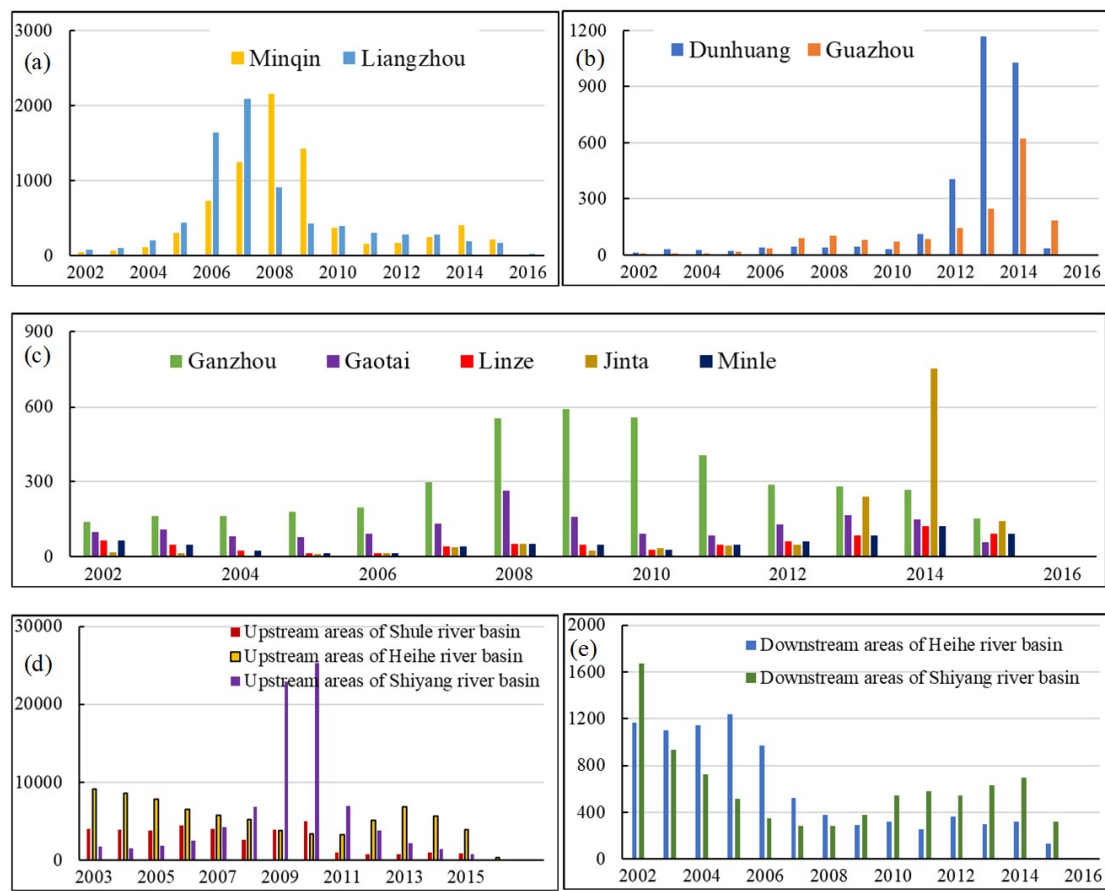 3000
(a)
Minqin
Liangzhou
2000
1000
0
2002 2004 2006 2008 2010 2012 2014 2016
1200
(b)
Dunhuang
Guazhou
900
600
300
0
2002 2004 2006 2008 2010 2012 2014 2016
900
(c)
Ganzhou
Gaotai
Linze
Jinta
Minle
600
300
0
2002 2004 2006 2008 2010 2012 2014 2016
30000
(d)
Upstream areas of Shule river basin
Upstream areas of Heihe river basin
Upstream areas of Shiyang river basin
20000
10000
0
2003 2005 2007 2009 2011 2013 2015
2000
(e)
Downstream areas of Heihe river basin
Downstream areas of Shiyang river basin
1600
1200
800
400
0
2002 2004 2006 2008 2010 2012 2014 2016